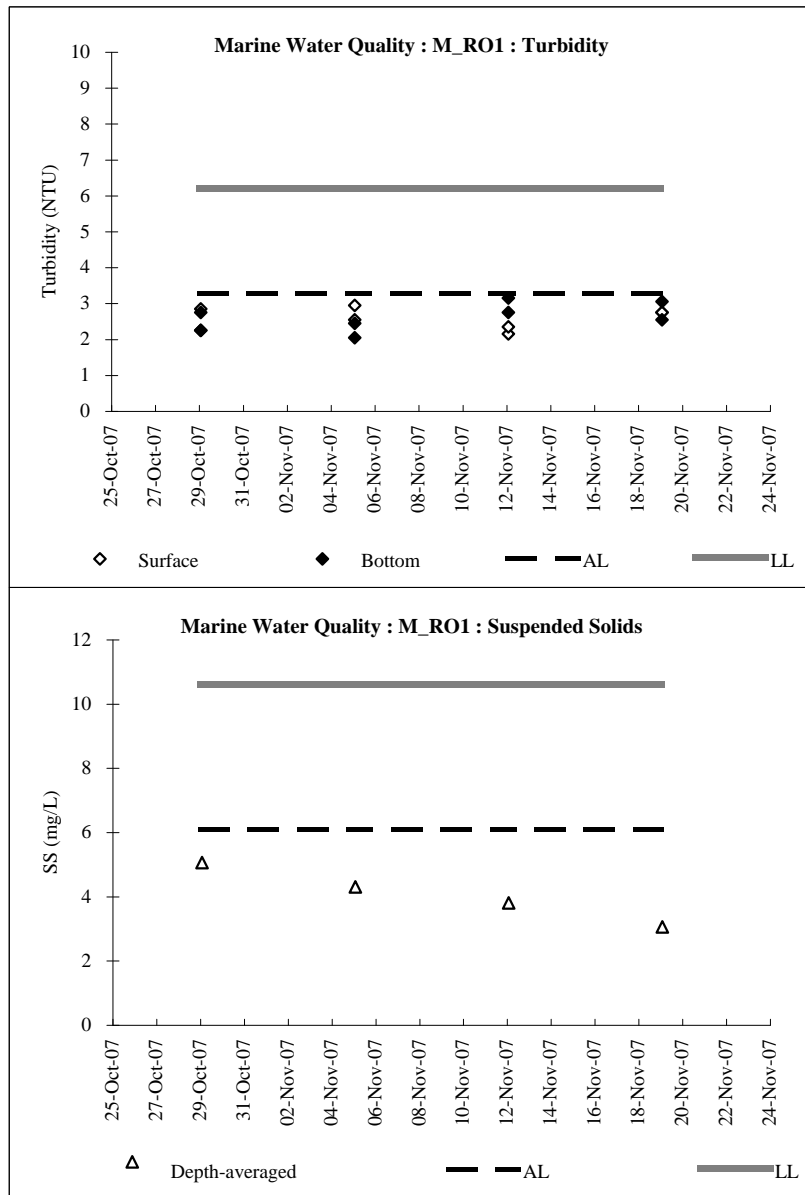 Marine Water Quality : M_RO1 : Turbidity
10
9
8
7
6
5
4
3
2
1
0
Turbidity (NTU)
25-Oct-07
27-Oct-07
29-Oct-07
31-Oct-07
02-Nov-07
04-Nov-07
06-Nov-07
08-Nov-07
10-Nov-07
12-Nov-07
14-Nov-07
16-Nov-07
18-Nov-07
20-Nov-07
22-Nov-07
24-Nov-07
Surface Bottom AL LL
Marine Water Quality : M_RO1 : Suspended Solids
12
10
8
6
4
2
0
SS (mg/L)
25-Oct-07
27-Oct-07
29-Oct-07
31-Oct-07
02-Nov-07
04-Nov-07
06-Nov-07
08-Nov-07
10-Nov-07
12-Nov-07
14-Nov-07
16-Nov-07
18-Nov-07
20-Nov-07
22-Nov-07
24-Nov-07
Depth-averaged AL LL